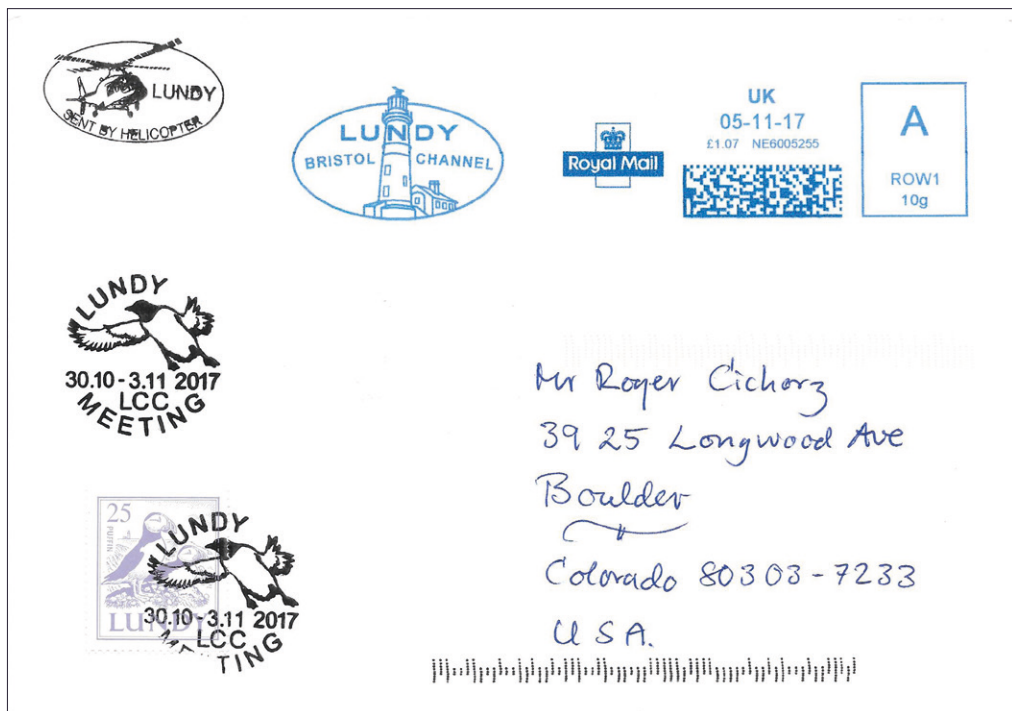 LUNDY
SENT BY HELICOPTER
LUNDY
BRISTOL CHANNEL
Royal Mail
UK
05-11-17
£1.07 NE6005255
A
ROW1
10g
LUNDY
30.10 - 3.11 2017
LCC
MEETING
Mr Roger Cichorz
39 25 Longwood Ave
Boulder
Colorado 80303-7233
USA.
25
PUFFIN
LUNDY
LUNDY
30.10 - 3.11 2017
LCC
MEETING